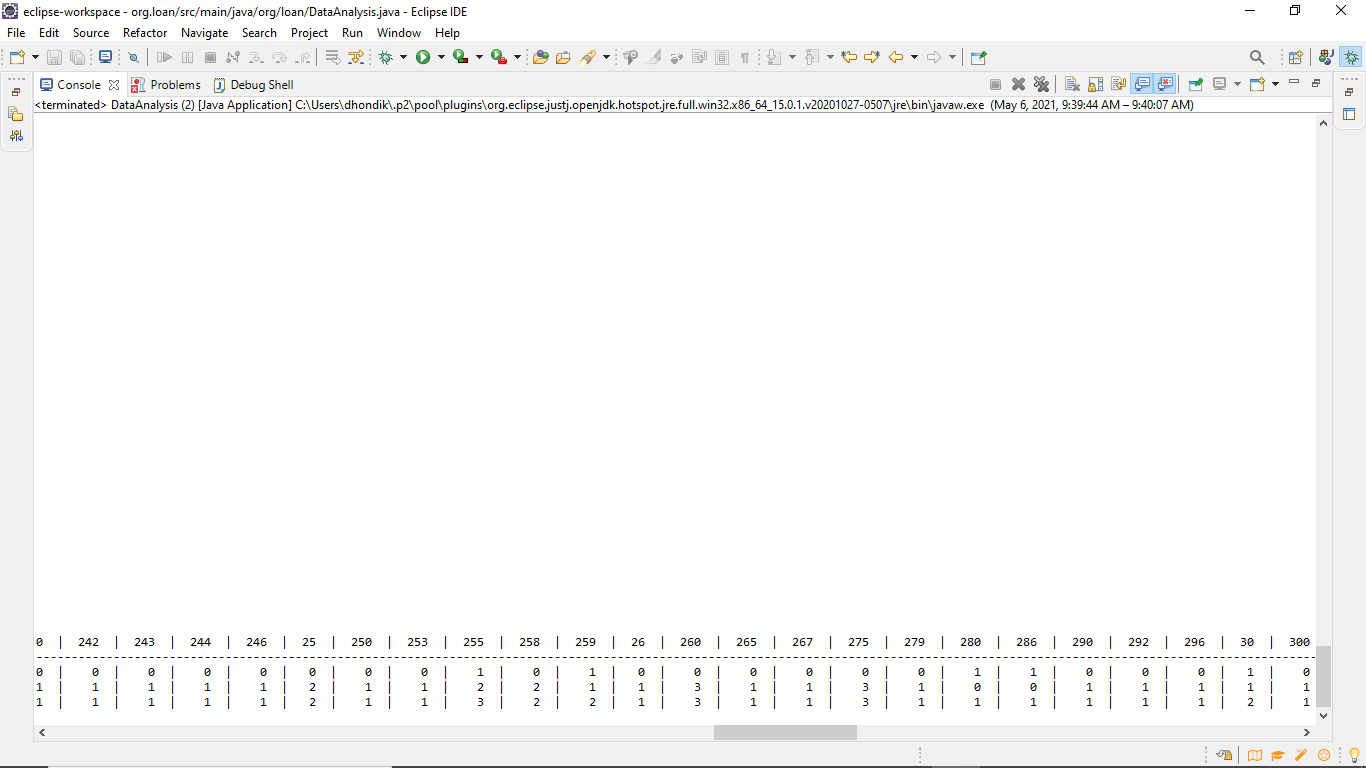 eclipse-workspace - org.loan/src/main/java/org/loan/DataAnalysis.java - Eclipse IDE
File Edit Source Refactor Navigate Search Project Run Window Help
Console Problems Debug Shell
<terminated> DataAnalysis (2) [Java Application] C:\Users\dhondik\.p2\pool\plugins\org.eclipse.justj.openjdk.hotspot.jre.full.win32.x86_64_15.0.1.v20201027-0507\jre\bin\javaw.exe (May 6, 2021, 9:39:44 AM – 9:40:07 AM)
0 | 242 | 243 | 244 | 246 | 25 | 250 | 253 | 255 | 258 | 259 | 26 | 260 | 265 | 267 | 275 | 279 | 280 | 286 | 290 | 292 | 296 | 30 | 300
0 | 0 | 0 | 0 | 0 | 0 | 0 | 0 | 1 | 0 | 1 | 0 | 0 | 0 | 0 | 0 | 0 | 1 | 1 | 0 | 0 | 0 | 1 | 0
1 | 1 | 1 | 1 | 1 | 2 | 1 | 1 | 2 | 2 | 1 | 1 | 3 | 1 | 1 | 3 | 1 | 0 | 0 | 1 | 1 | 1 | 1 | 1
1 | 1 | 1 | 1 | 1 | 2 | 1 | 1 | 3 | 2 | 2 | 1 | 3 | 1 | 1 | 3 | 1 | 1 | 1 | 1 | 1 | 1 | 2 | 1